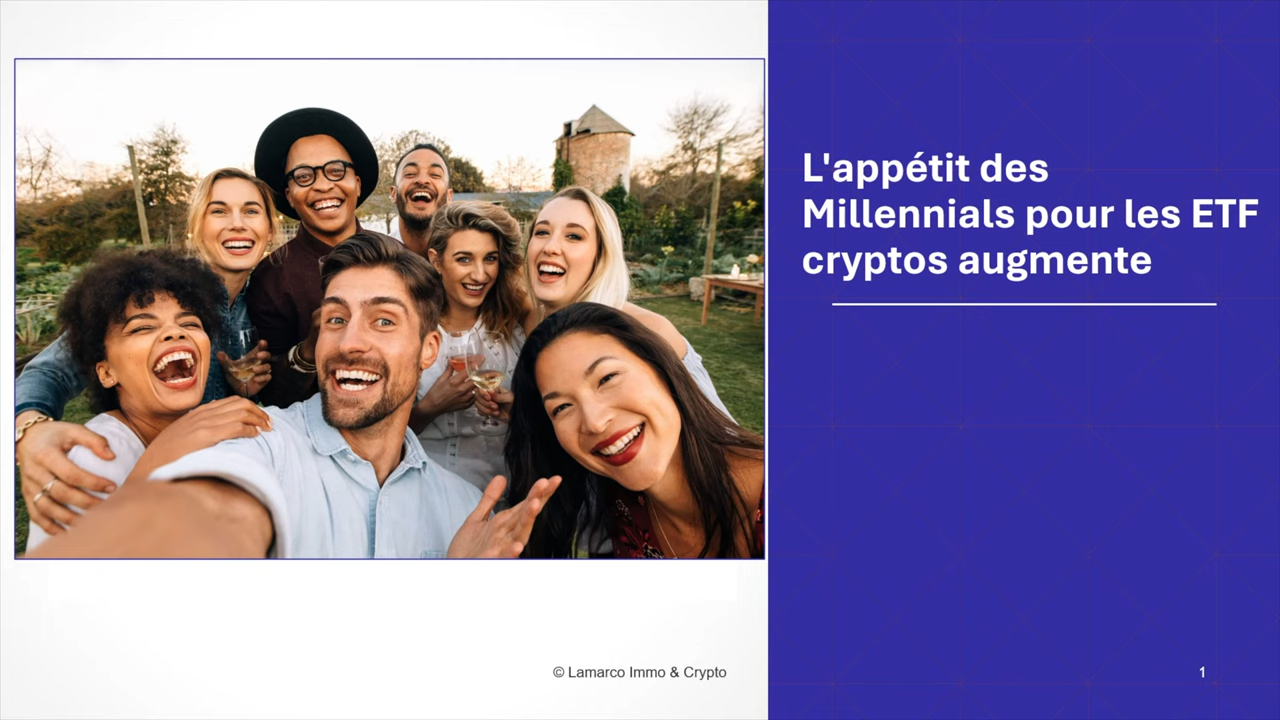 L'appétit des
Millennials pour les ETF
cryptos augmente
© Lamarco Immo & Crypto
1